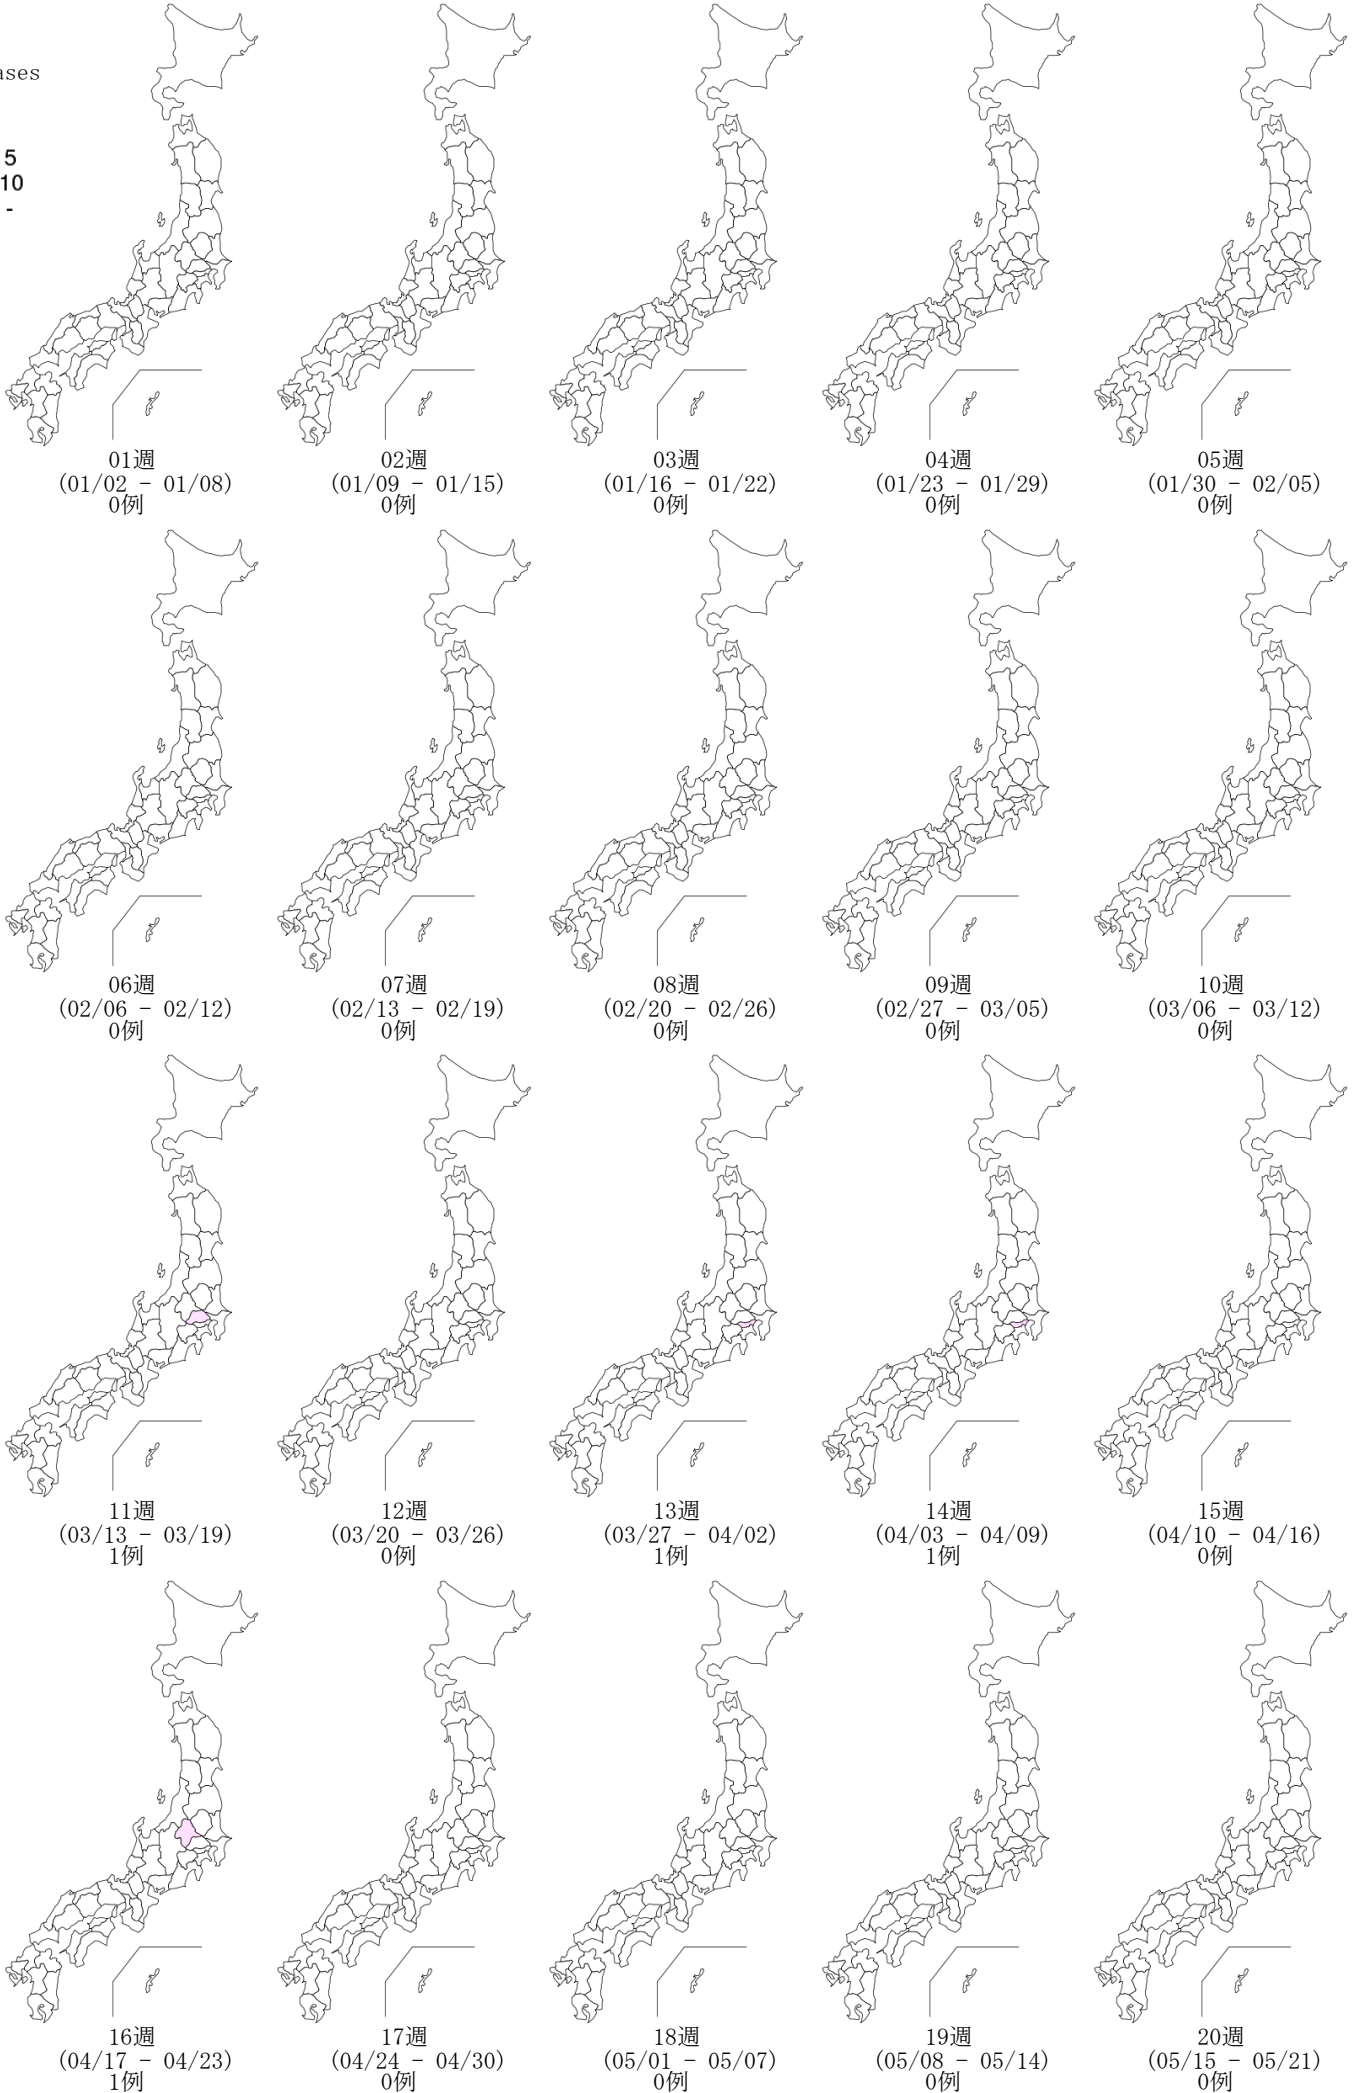 ases
5
10
-
01週
(01/02 - 01/08)
0例
02週
(01/09 - 01/15)
0例
03週
(01/16 - 01/22)
0例
04週
(01/23 - 01/29)
0例
05週
(01/30 - 02/05)
0例
06週
(02/06 - 02/12)
0例
07週
(02/13 - 02/19)
0例
08週
(02/20 - 02/26)
0例
09週
(02/27 - 03/05)
0例
10週
(03/06 - 03/12)
0例
11週
(03/13 - 03/19)
1例
12週
(03/20 - 03/26)
0例
13週
(03/27 - 04/02)
1例
14週
(04/03 - 04/09)
1例
15週
(04/10 - 04/16)
0例
16週
(04/17 - 04/23)
1例
17週
(04/24 - 04/30)
0例
18週
(05/01 - 05/07)
0例
19週
(05/08 - 05/14)
0例
20週
(05/15 - 05/21)
0例